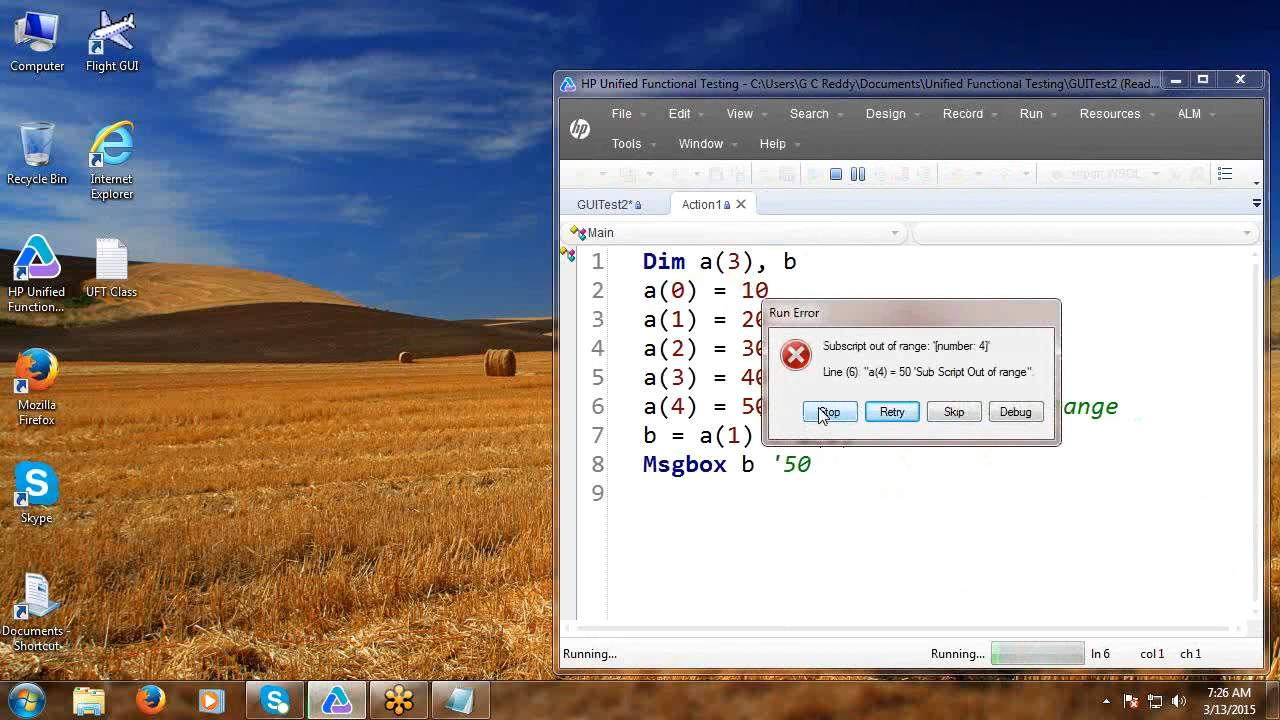 Computer
Flight GUI
Recycle Bin
Internet
Explorer
HP Unified
Function...
UFT Class
Mozilla
Firefox
Skype
Documents -
Shortcut
HP Unified Functional Testing - C:\Users\G C Reddy\Documents\Unified Functional Testing\GUITest2 (Read...
hp
File Edit View Search Design Record Run Resources ALM
Tools Window Help
GUITest2* Action1
Main
1 Dim a(3), b
2 a(0) = 10
3 a(1) = 20
4 a(2) = 30
5 a(3) = 40
6 a(4) = 50 ange
7 b = a(1)
8 Msgbox b '50
9
Run Error
Subscript out of range: '[number: 4]'
Line (6): "a(4) = 50 'Sub Script Out of range".
Stop Retry Skip Debug
Running... Running... ln 6 col 1 ch 1
7:26 AM
3/13/2015